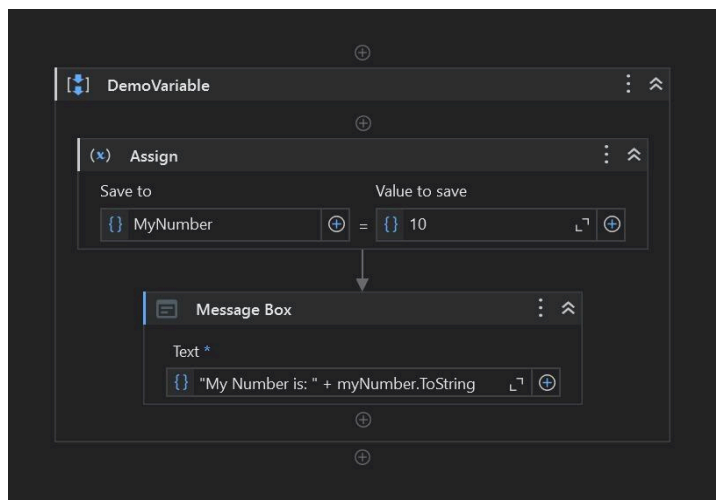 DemoVariable
(x) Assign
Save to Value to save
{} MyNumber = {} 10
Message Box
Text *
{} "My Number is: " + myNumber.ToString